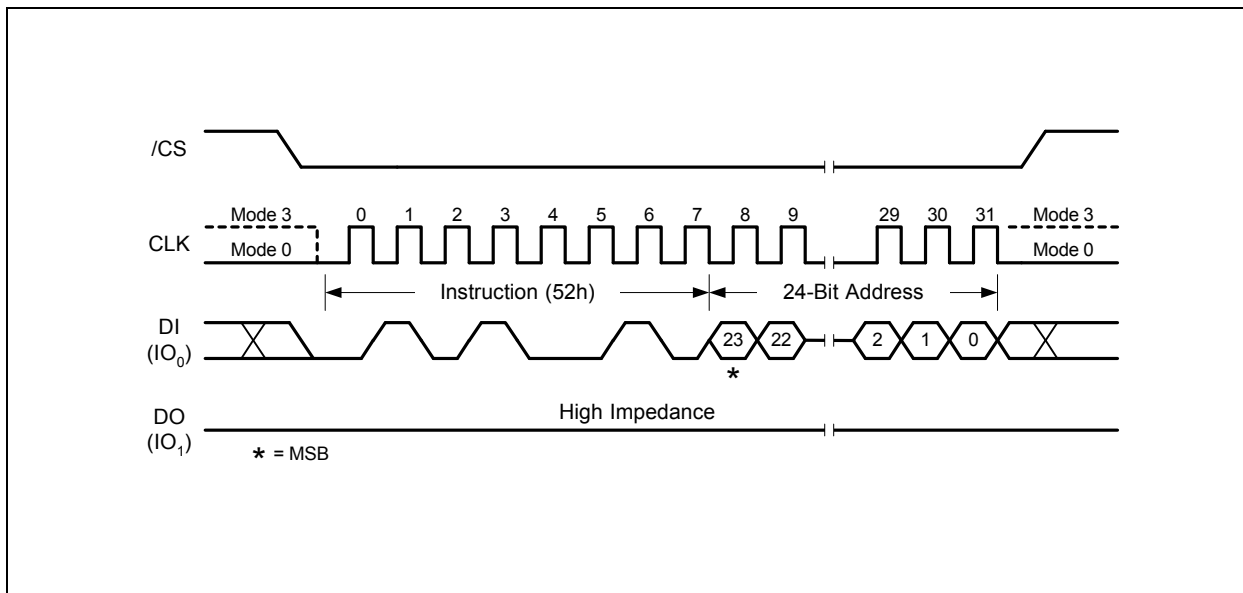 /CS
Mode 3 0 1 2 3 4 5 6 7 8 9 29 30 31 Mode 3
CLK Mode 0 Mode 0
Instruction (52h) 24-Bit Address
DI
(IO₀) 23 22 2 1 0
*
High Impedance
DO
(IO₁)
* = MSB